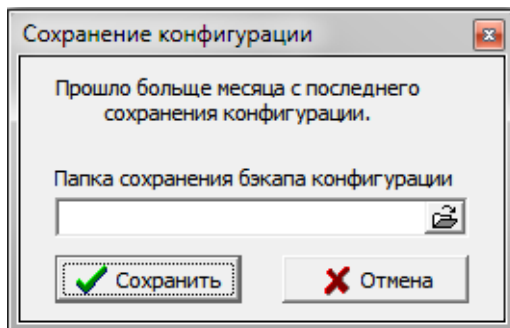 Сохранение конфигурации
Прошло больще месяца с последнего
сохранения конфигурации.
Папка сохранения бэкапа конфигурации
Сохранить
Отмена